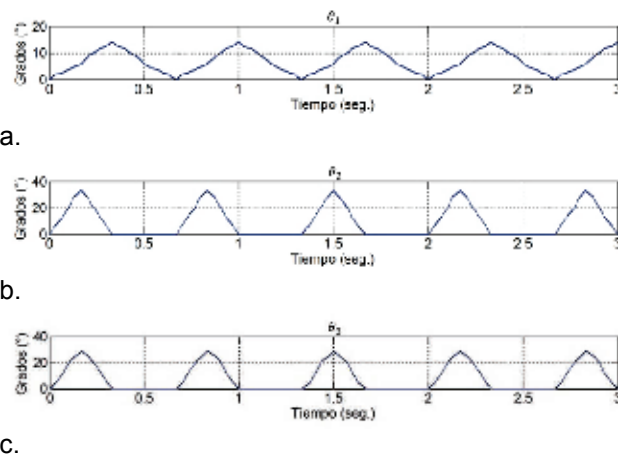 θ₁
Grados (°)
20
10
0
0 0.5 1 1.5 2 2.5 3
Tiempo (seg.)
a.
θ₂
Grados (°)
40
20
0
0 0.5 1 1.5 2 2.5 3
Tiempo (seg.)
b.
θ₃
Grados (°)
40
20
0
0 0.5 1 1.5 2 2.5 3
Tiempo (seg.)
c.